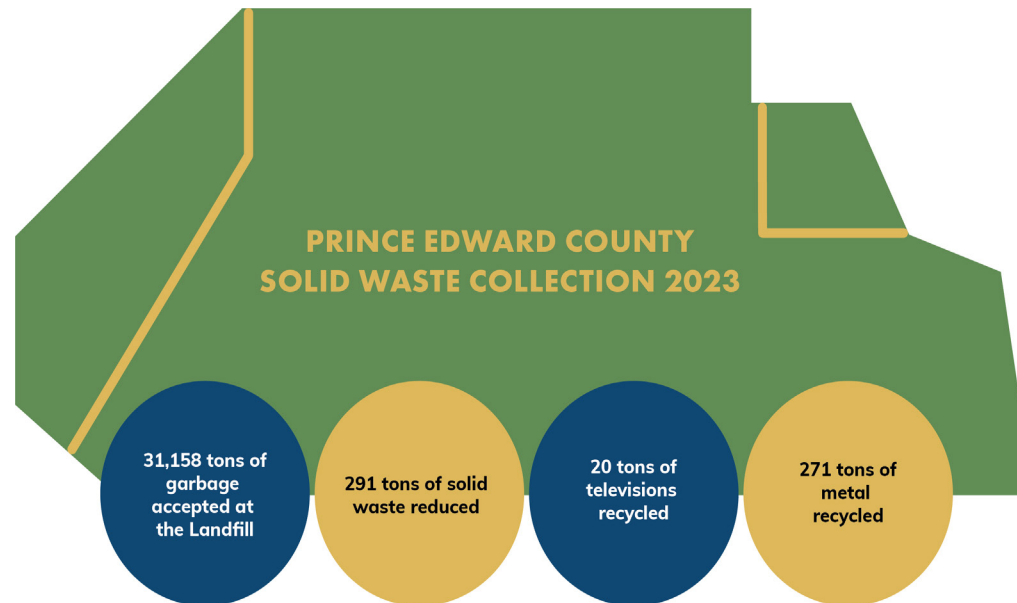 PRINCE EDWARD COUNTY
SOLID WASTE COLLECTION 2023
31,158 tons of
garbage
accepted at
the Landfill
291 tons of solid
waste reduced
20 tons of
televisions
recycled
271 tons of
metal
recycled